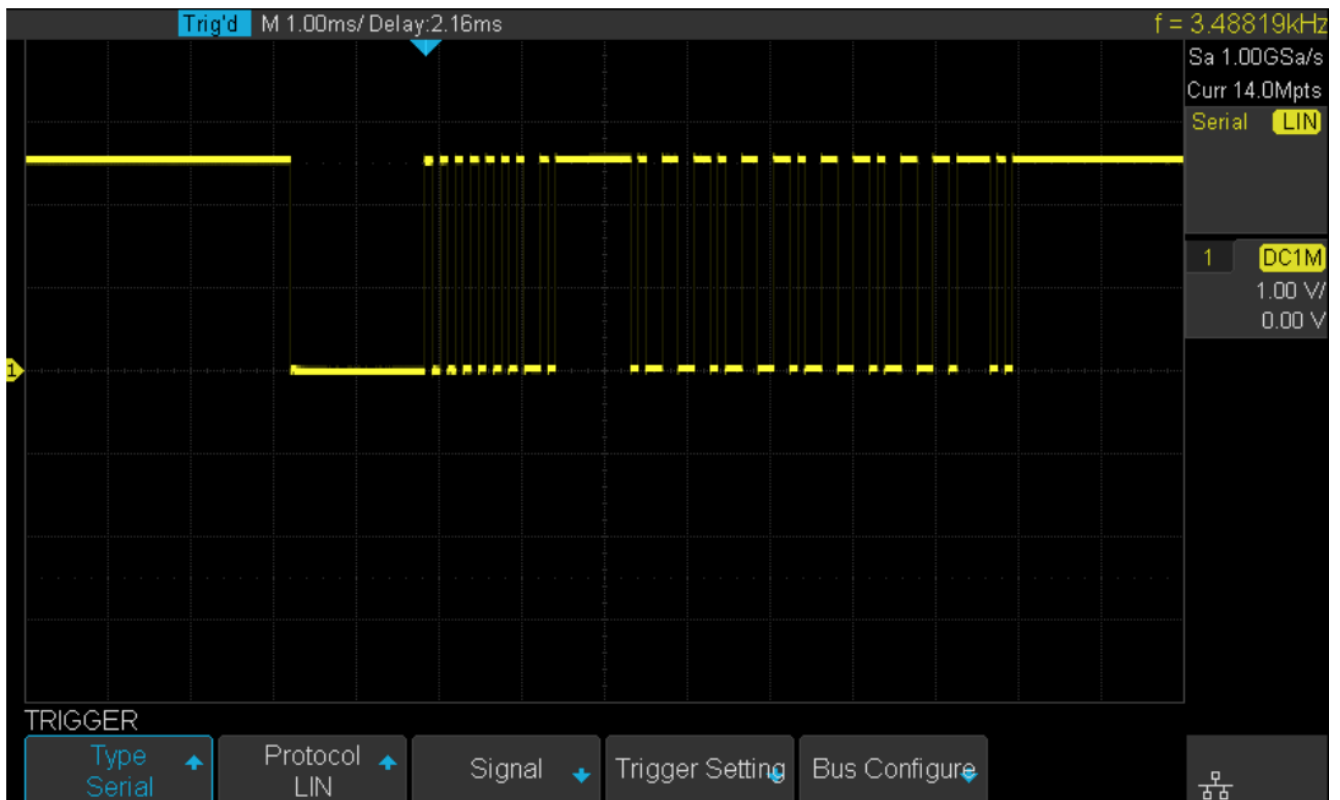 Trig'd M 1.00ms/ Delay:2.16ms f = 3.48819kHz
Sa 1.00GSa/s
Curr 14.0Mpts
Serial LIN
1 DC1M
1.00 V/
0.00 V
1
TRIGGER
Type Serial
Protocol LIN
Signal
Trigger Setting
Bus Configure